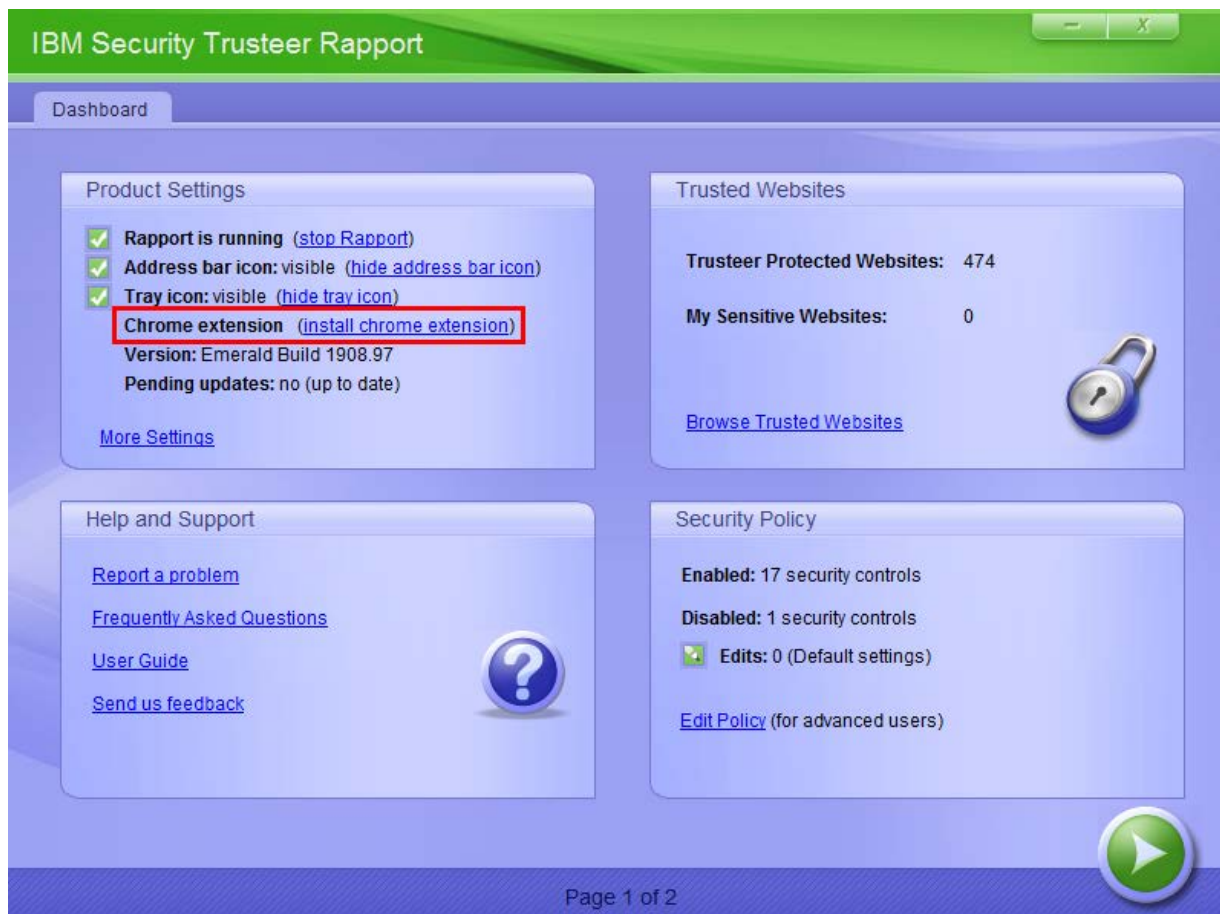 IBM Security Trusteer Rapport
— X
Dashboard
Product Settings
Rapport is running (stop Rapport)
Address bar icon: visible (hide address bar icon)
Tray icon: visible (hide tray icon)
Chrome extension (install chrome extension)
Version: Emerald Build 1908.97
Pending updates: no (up to date)
More Settings
Trusted Websites
Trusteer Protected Websites: 474
My Sensitive Websites: 0
Browse Trusted Websites
Help and Support
Report a problem
Frequently Asked Questions
User Guide
Send us feedback
?
Security Policy
Enabled: 17 security controls
Disabled: 1 security controls
Edits: 0 (Default settings)
Edit Policy (for advanced users)
Page 1 of 2